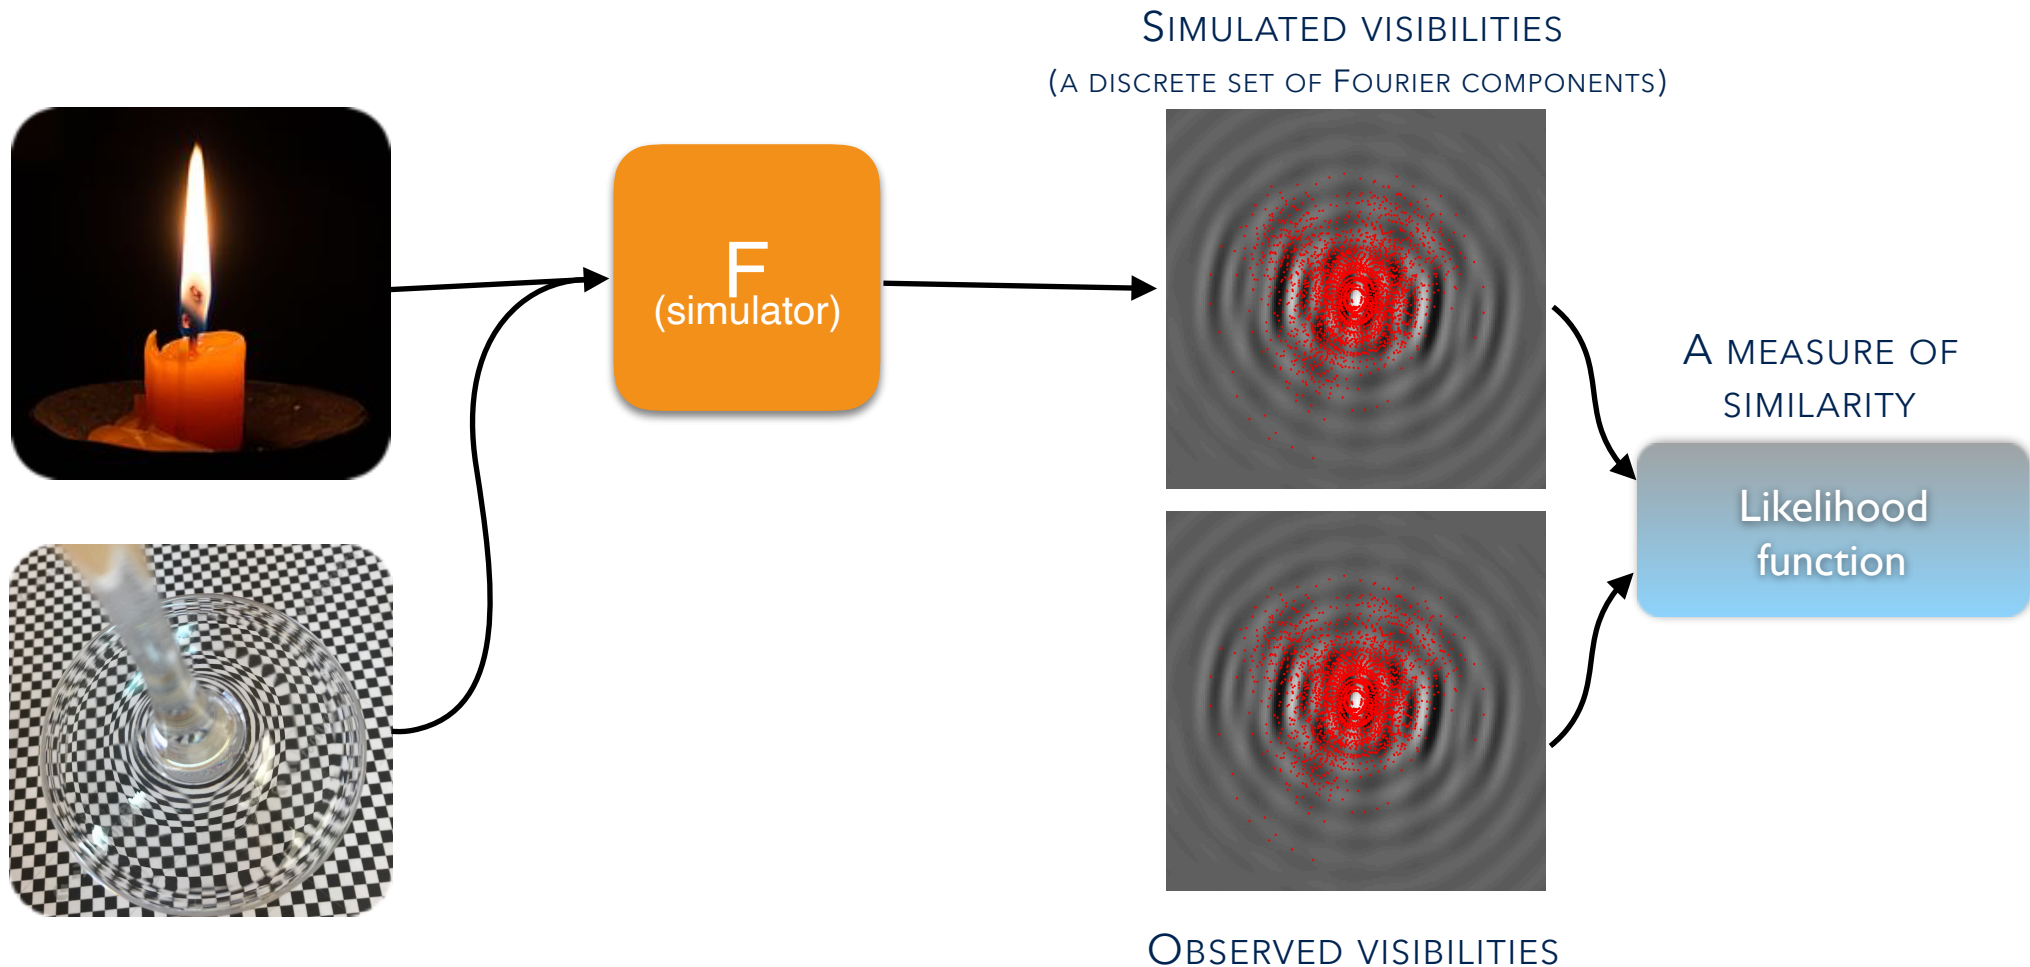 SIMULATED VISIBILITIES
(A DISCRETE SET OF FOURIER COMPONENTS)
F
(simulator)
A MEASURE OF
SIMILARITY
Likelihood
function
OBSERVED VISIBILITIES